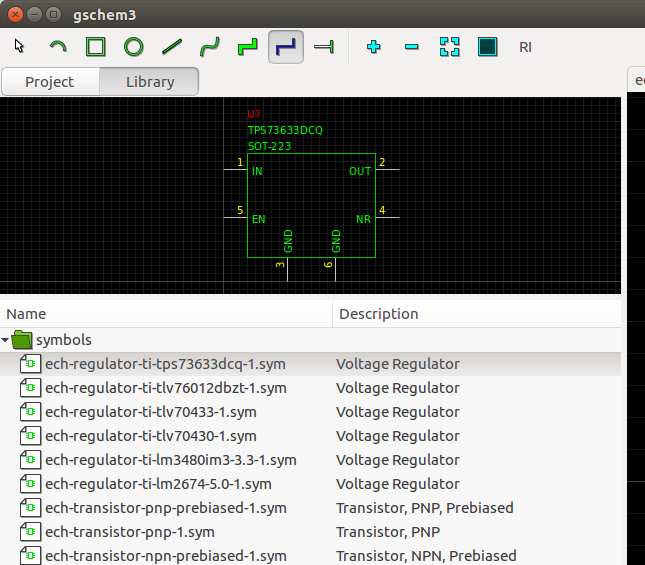 gschem3
RI
Project Library
U?
TPS73633DCQ
SOT-223
1 IN OUT 2
5 EN NR 4
GND GND
3 6
Name Description
symbols
ech-regulator-ti-tps73633dcq-1.sym Voltage Regulator
ech-regulator-ti-tlv76012dbzt-1.sym Voltage Regulator
ech-regulator-ti-tlv70433-1.sym Voltage Regulator
ech-regulator-ti-tlv70430-1.sym Voltage Regulator
ech-regulator-ti-lm3480im3-3.3-1.sym Voltage Regulator
ech-regulator-ti-lm2674-5.0-1.sym Voltage Regulator
ech-transistor-pnp-prebiased-1.sym Transistor, PNP, Prebiased
ech-transistor-pnp-1.sym Transistor, PNP
ech-transistor-npn-prebiased-1.sym Transistor, NPN, Prebiased